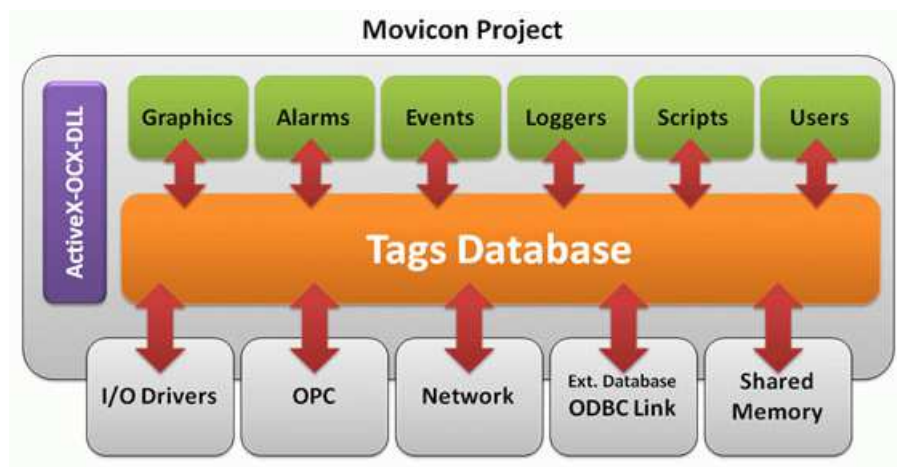 Movicon Project
ActiveX-OCX-DLL
Graphics
Alarms
Events
Loggers
Scripts
Users
Tags Database
I/O Drivers
OPC
Network
Ext. Database
ODBC Link
Shared
Memory